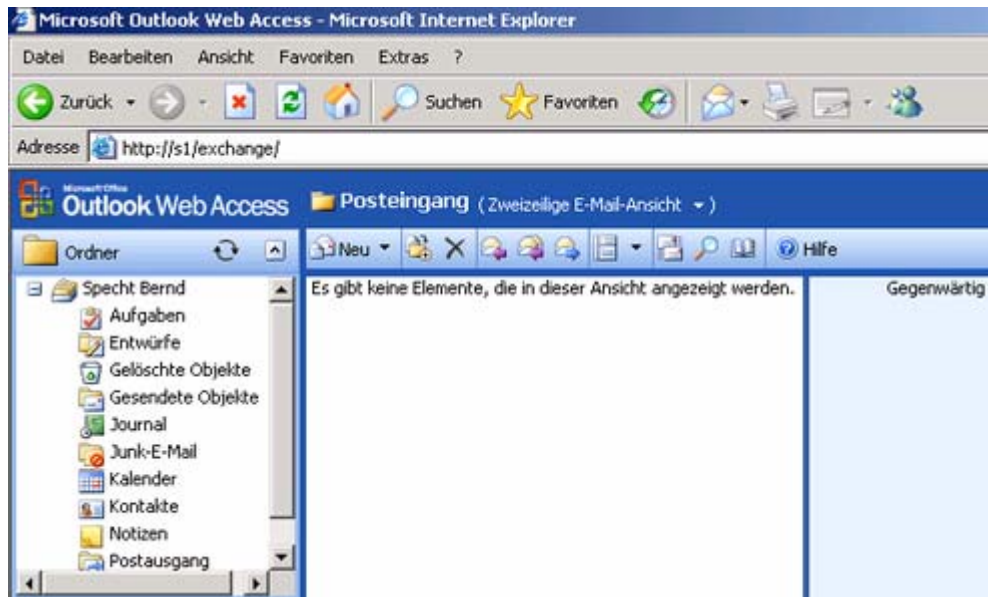 Microsoft Outlook Web Access - Microsoft Internet Explorer
Datei Bearbeiten Ansicht Favoriten Extras ?
Zurück Suchen Favoriten
Adresse http://s1/exchange/
Microsoft Office
Outlook Web Access Posteingang (Zweizeilige E-Mail-Ansicht)
Ordner Neu Hilfe
Specht Bernd Es gibt keine Elemente, die in dieser Ansicht angezeigt werden. Gegenwärtig
Aufgaben
Entwürfe
Gelöschte Objekte
Gesendete Objekte
Journal
Junk-E-Mail
Kalender
Kontakte
Notizen
Postausgang